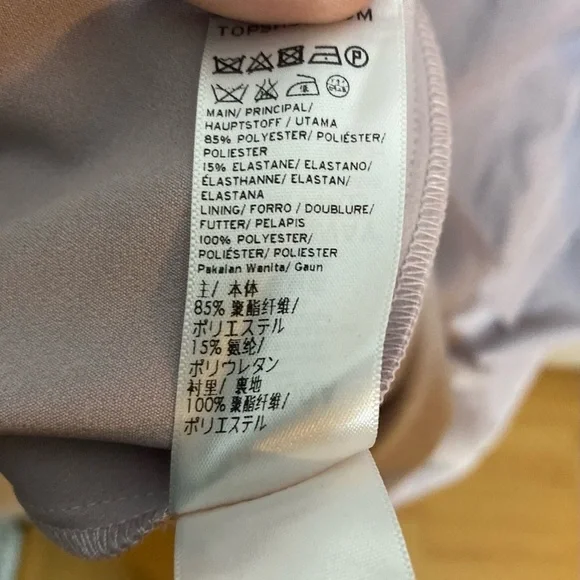 MAIN/ PRINCIPAL/
HAUPTSTOFF/ UTAMA
85% POLYESTER/ POLIÉSTER/
POLIESTER
15% ELASTANE/ ELASTANO/
ÉLASTHANNE/ ELASTAN/
ELASTANA
LINING/ FORRO / DOUBLURE/
FUTTER/ PELAPIS
100% POLYESTER/
POLIÉSTER/ POLIESTER
Pakaian Wanita/ Gaun
主/ 本体
85% 聚酯纤维/
ポリエステル
15% 氨纶/
ポリウレタン
衬里/ 裏地
100% 聚酯纤维/
ポリエステル